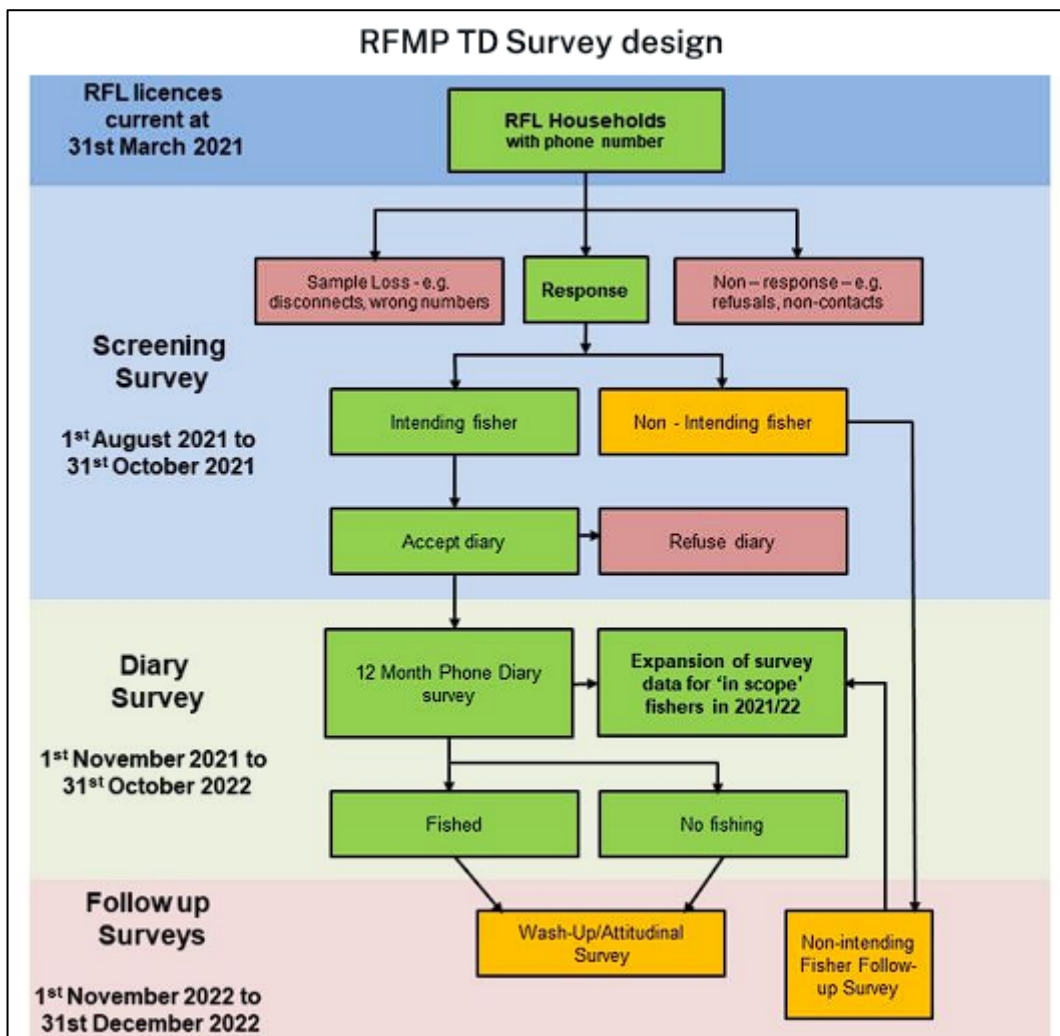 RFMP TD Survey design
RFL licences
current at
31st March 2021
RFL Households
with phone number
Sample Loss - e.g.
disconnects, wrong numbers
Response
Non – response – e.g.
refusals, non-contacts
Screening
Survey
1st August 2021 to
31st October 2021
Intending fisher
Non - Intending fisher
Accept diary
Refuse diary
Diary
Survey
1st November 2021 to
31st October 2022
12 Month Phone Diary
survey
Expansion of survey
data for ‘in scope’
fishers in 2021/22
Fished
No fishing
Follow up
Surveys
1st November 2022 to
31st December 2022
Wash-Up/Attitudinal
Survey
Non-intending
Fisher Follow-
up Survey